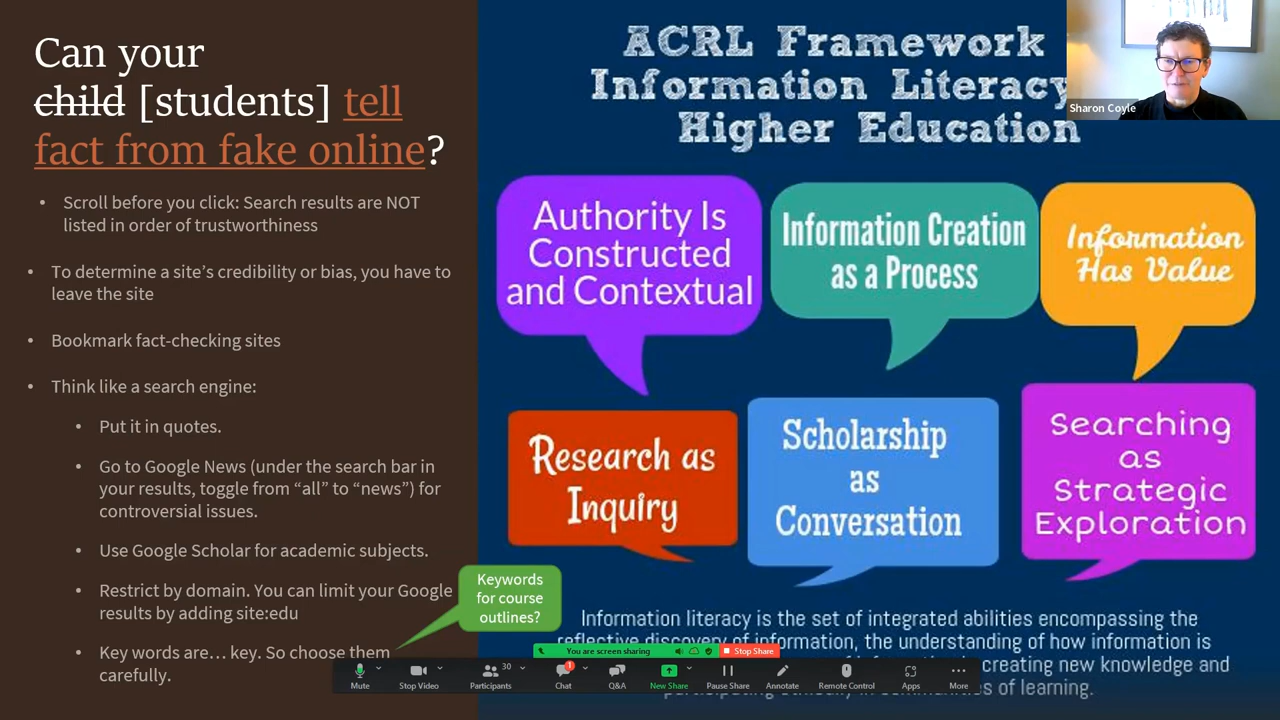 Can your
child [students] tell
fact from fake online?
Scroll before you click: Search results are NOT
listed in order of trustworthiness
To determine a site's credibility or bias, you have to
leave the site
Bookmark fact-checking sites
Think like a search engine:
Put it in quotes.
Go to Google News (under the search bar in
your results, toggle from “all” to “news”) for
controversial issues.
Use Google Scholar for academic subjects.
Restrict by domain. You can limit your Google
results by adding site:edu
Key words are… key. So choose them
carefully.
Keywords
for course
outlines?
ACRL Framework
Information Literacy
Higher Education
Sharon Coyle
Authority Is
Constructed
and Contextual
Information Creation
as a Process
Information
Has Value
Research as
Inquiry
Scholarship
as
Conversation
Searching
as
Strategic
Exploration
Information literacy is the set of integrated abilities encompassing the
reflective discovery of information, the understanding of how information is
creating new knowledge and
of learning.
You are screen sharing
Stop Share
Mute
Stop Video
Participants
30
Chat
1
Q&A
New Share
Pause Share
Annotate
Remote Control
Apps
More